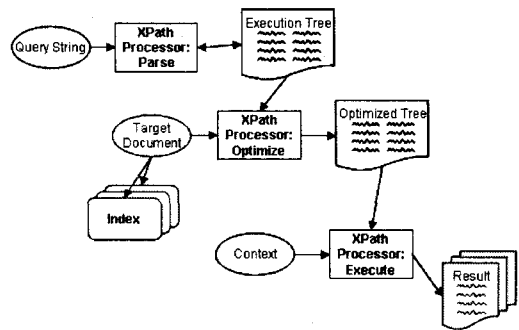 Query String
XPath
Processor:
Parse
Execution Tree
Target
Document
XPath
Processor:
Optimize
Optimized Tree
Index
Context
XPath
Processor:
Execute
Result